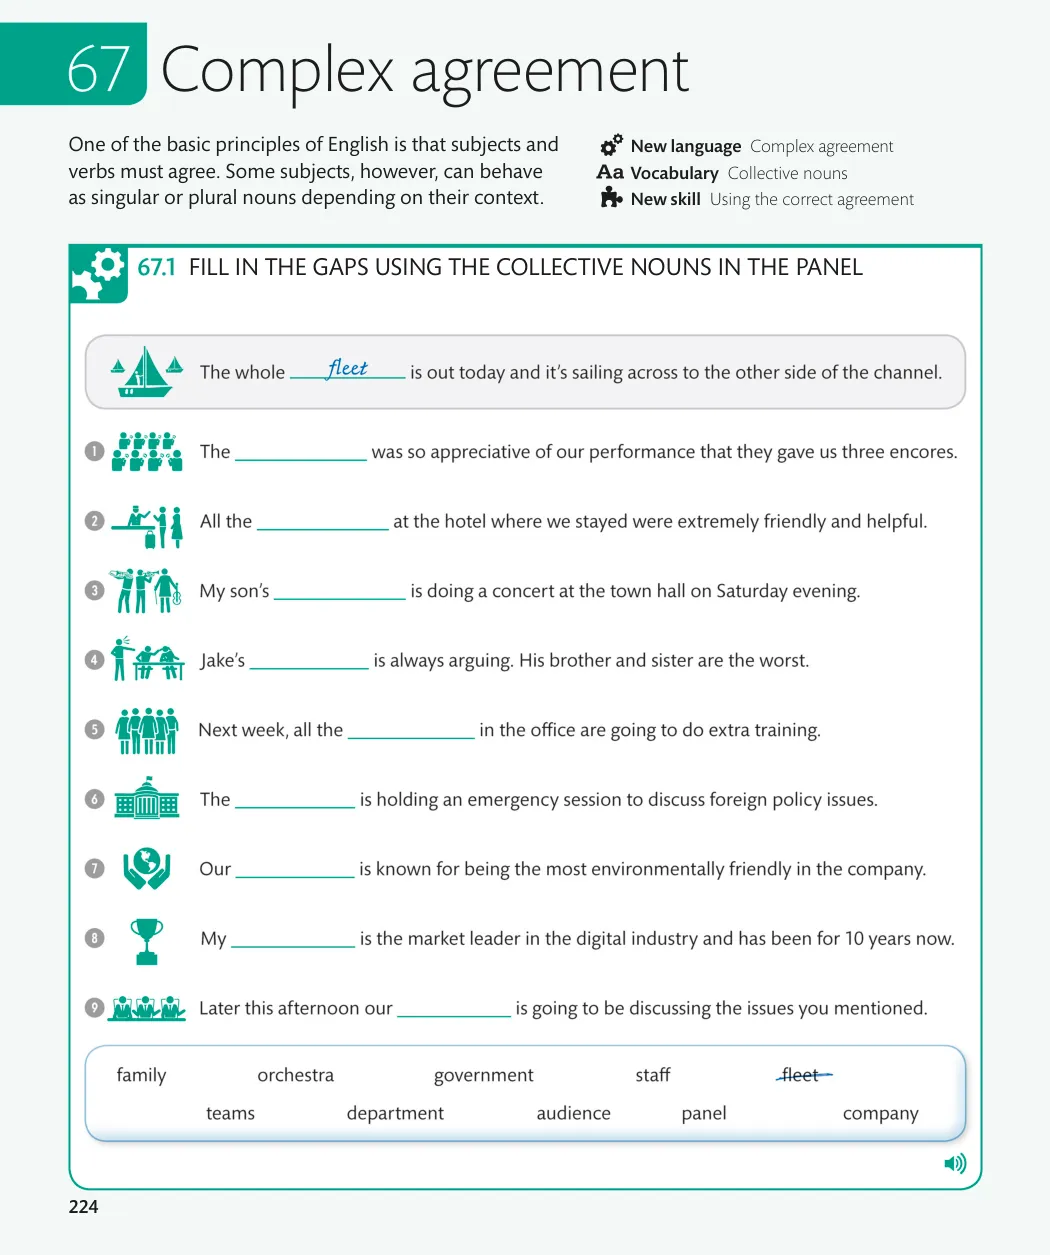 67 Complex agreement
One of the basic principles of English is that subjects and
verbs must agree. Some subjects, however, can behave
as singular or plural nouns depending on their context.
New language Complex agreement
Aa Vocabulary Collective nouns
New skill Using the correct agreement
67.1 FILL IN THE GAPS USING THE COLLECTIVE NOUNS IN THE PANEL
The whole fleet is out today and it’s sailing across to the other side of the channel.
1 The ____________ was so appreciative of our performance that they gave us three encores.
2 All the ____________ at the hotel where we stayed were extremely friendly and helpful.
3 My son’s ____________ is doing a concert at the town hall on Saturday evening.
4 Jake’s ____________ is always arguing. His brother and sister are the worst.
5 Next week, all the ____________ in the office are going to do extra training.
6 The ____________ is holding an emergency session to discuss foreign policy issues.
7 Our ____________ is known for being the most environmentally friendly in the company.
8 My ____________ is the market leader in the digital industry and has been for 10 years now.
9 Later this afternoon our ____________ is going to be discussing the issues you mentioned.
family orchestra government staff fleet
teams department audience panel company
224